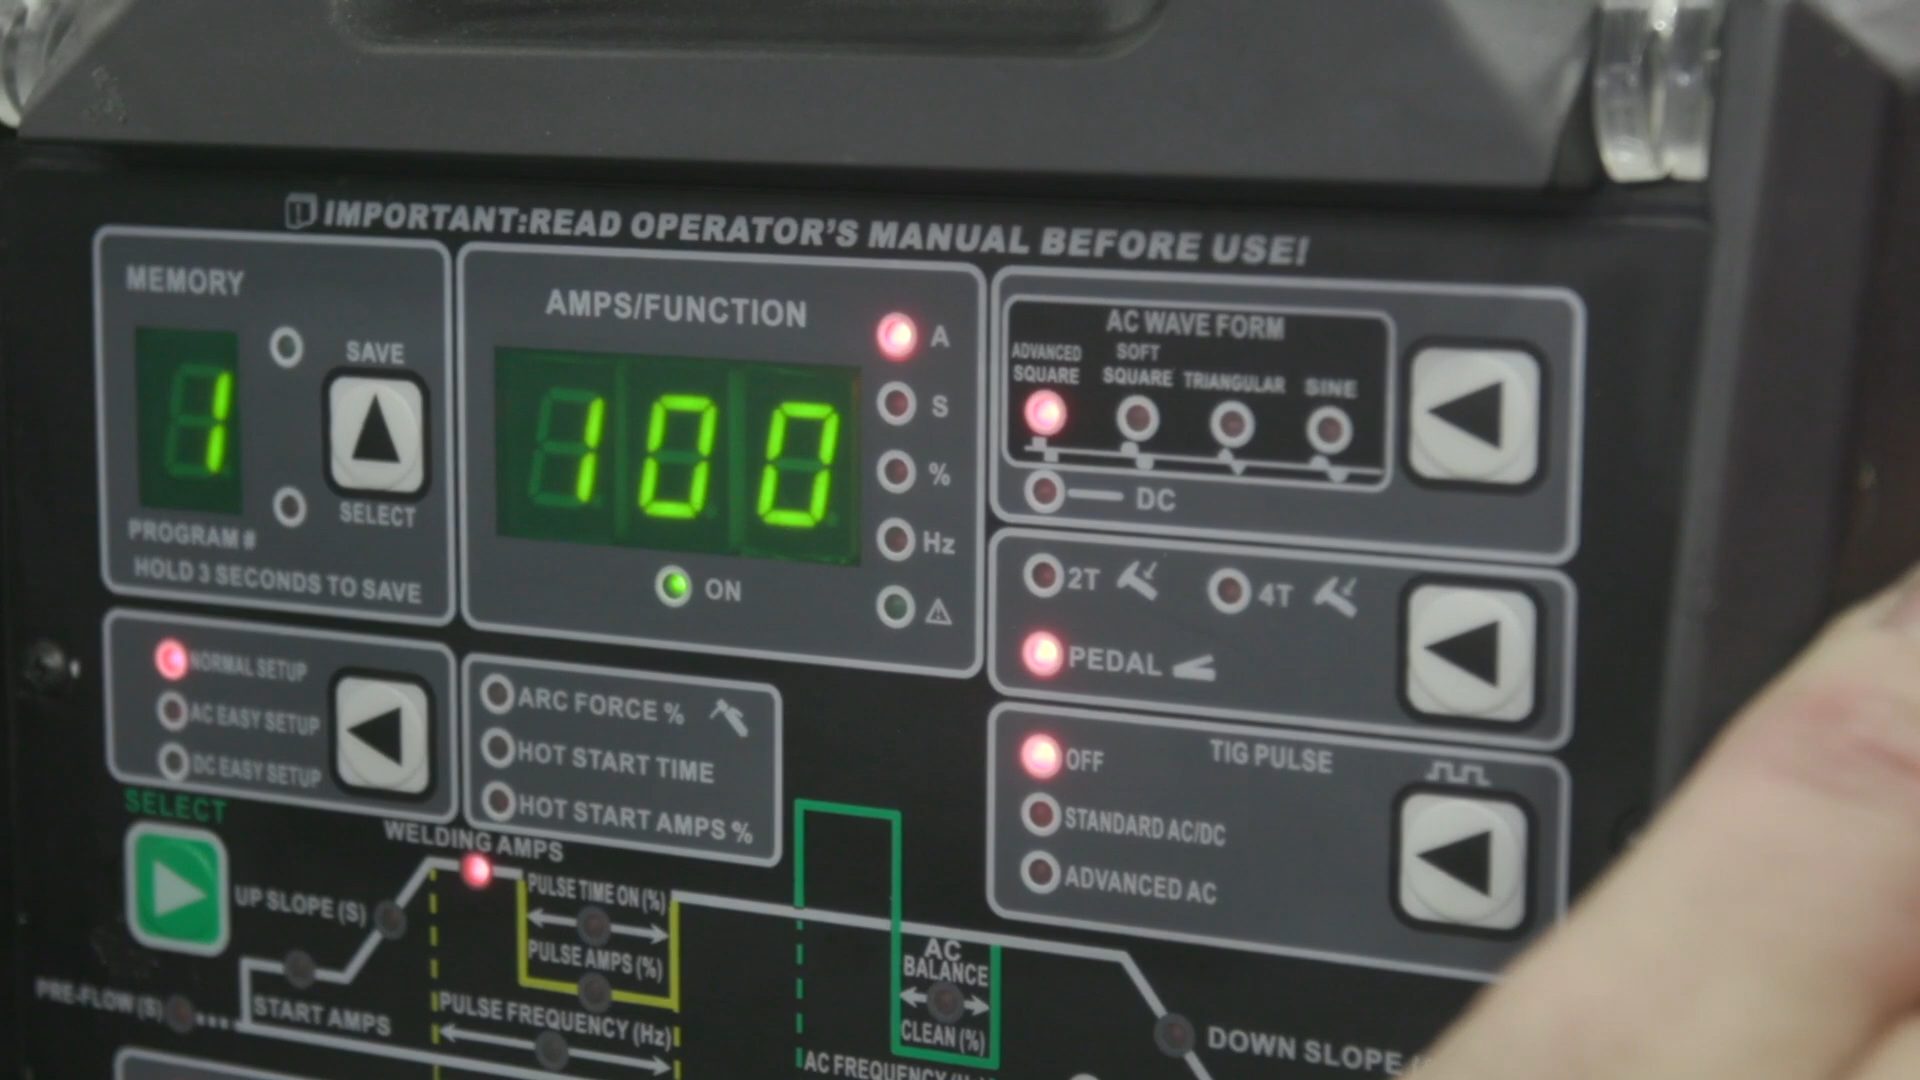 IMPORTANT:READ OPERATOR'S MANUAL BEFORE USE!
MEMORY
1
SAVE
SELECT
PROGRAM #
HOLD 3 SECONDS TO SAVE
AMPS/FUNCTION
100
A
S
%
Hz
ON
AC WAVE FORM
ADVANCED SQUARE
SOFT SQUARE
TRIANGULAR
SINE
DC
2T
4T
PEDAL
NORMAL SETUP
AC EASY SETUP
DC EASY SETUP
ARC FORCE %
HOT START TIME
HOT START AMPS %
TIG PULSE
OFF
STANDARD AC/DC
ADVANCED AC
SELECT
WELDING AMPS
UP SLOPE (S)
PULSE TIME ON (%)
PULSE AMPS (%)
PRE-FLOW (S)
START AMPS
PULSE FREQUENCY (Hz)
AC
BALANCE
CLEAN (%)
AC FREQUENCY
DOWN SLOPE